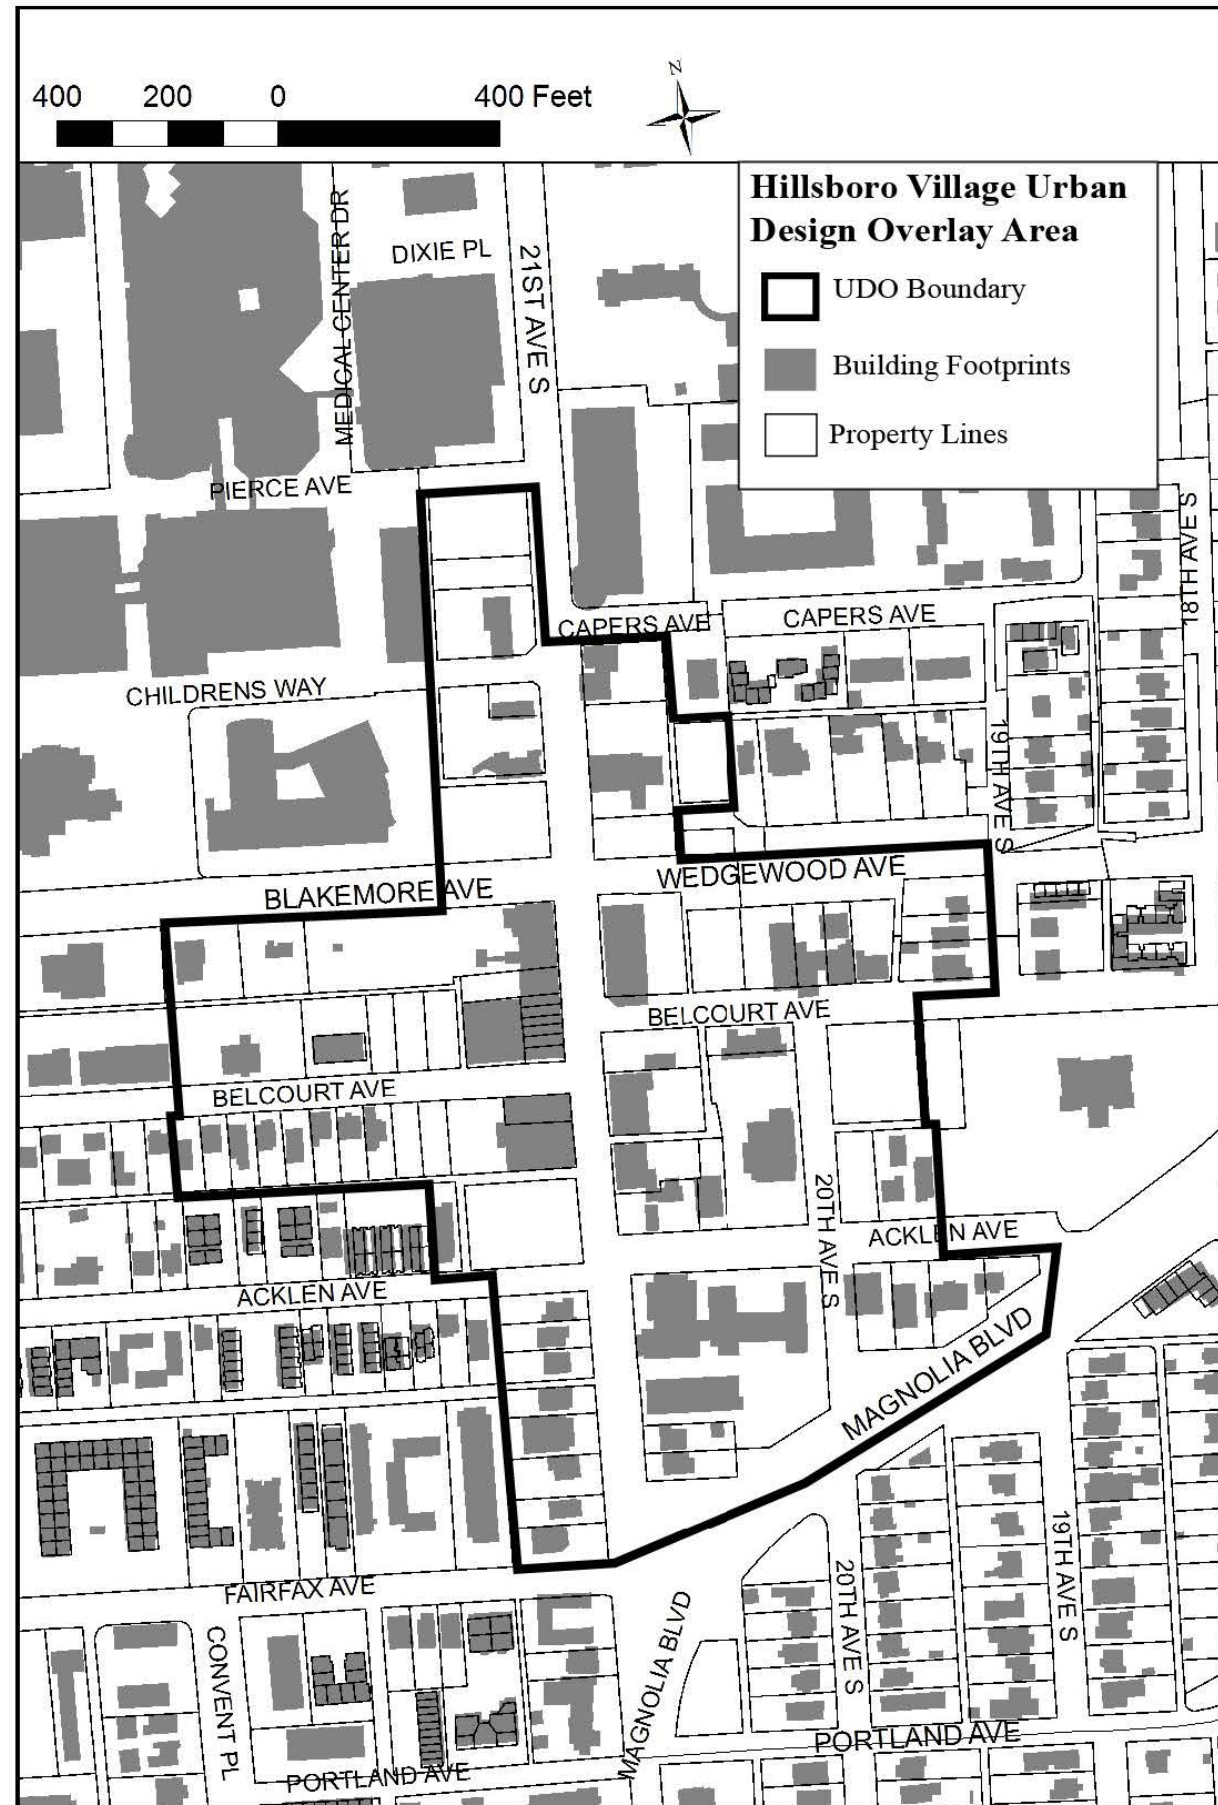 N
400 200 0 400 Feet
Hillsboro Village Urban
Design Overlay Area
UDO Boundary
Building Footprints
Property Lines
MEDICAL CENTER DR
DIXIE PL
21ST AVE S
PIERCE AVE
18TH AVE S
CAPERS AVE
CAPERS AVE
CHILDRENS WAY
19TH AVE S
BLAKEMORE AVE
WEDGEWOOD AVE
BELCOURT AVE
BELCOURT AVE
20TH AVE S
ACKLEN AVE
ACKLEN AVE
MAGNOLIA BLVD
19TH AVE S
20TH AVE S
FAIRFAX AVE
CONVENT PL
MAGNOLIA BLVD
PORTLAND AVE
PORTLAND AVE